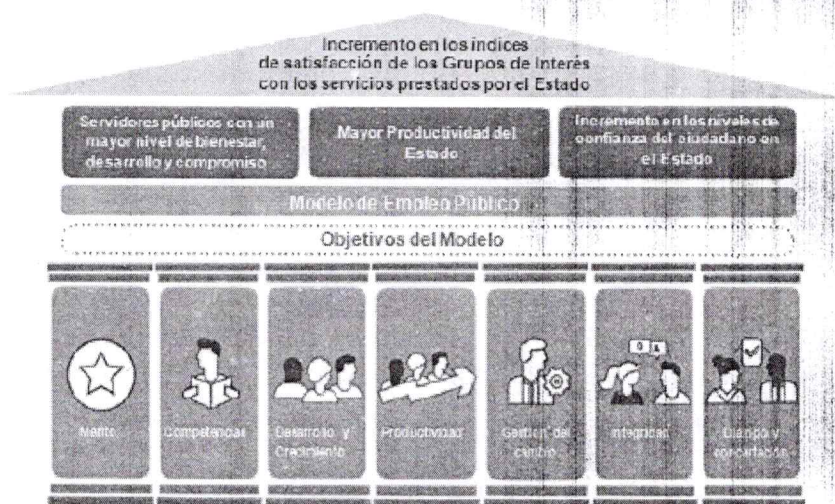 Incremento en los índices
de satisfacción de los Grupos de Interés
con los servicios prestados por el Estado
Servidores públicos con un
mayor nivel de bienestar,
desarrollo y compromiso
Mayor Productividad del
Estado
Incremento en los niveles de
confianza del ciudadano en
el Estado
Modelo de Empleo Público
Objetivos del Modelo
Mérito
Competencias
Desarrollo y
Crecimiento
Productividad
Gestión del
cambio
Integridad
Diálogo y
concertación